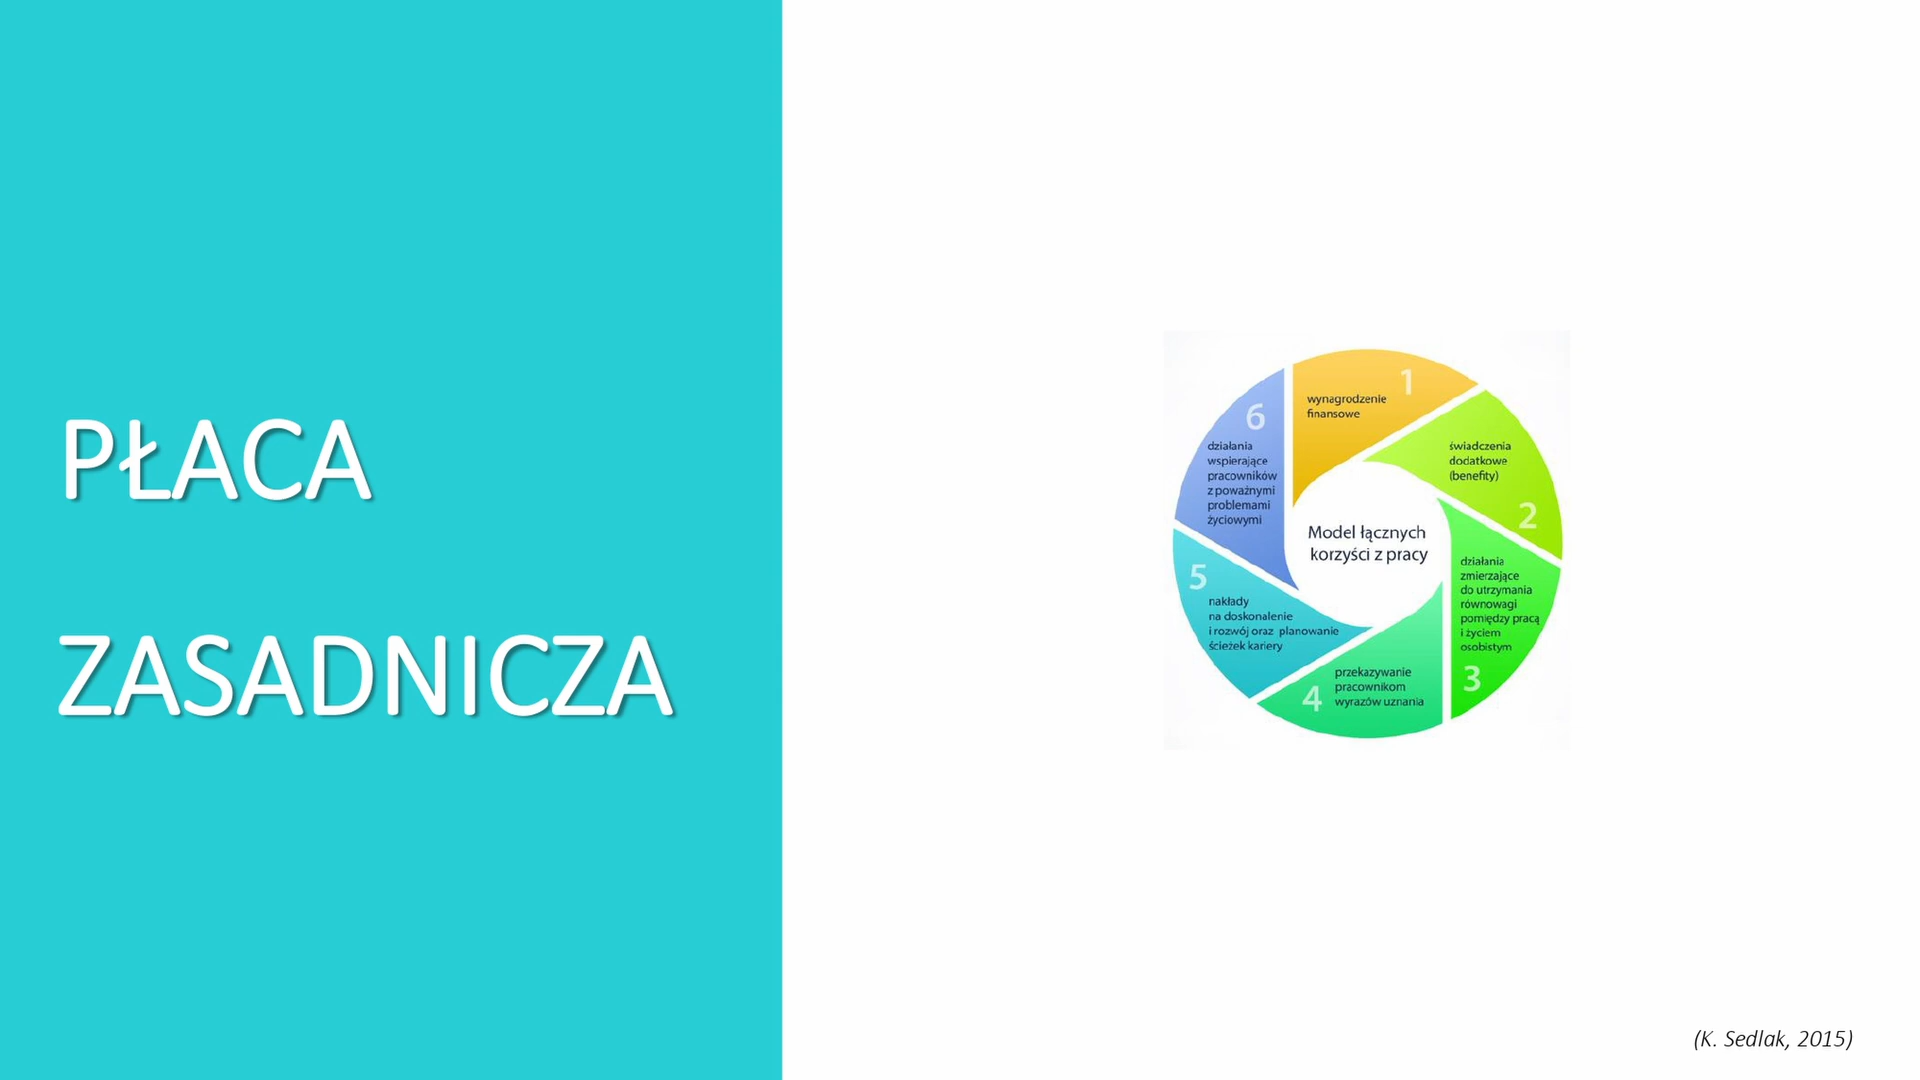 PŁACA
ZASADNICZA
1
wynagrodzenie
finansowe
świadczenia
dodatkowe
(benefity)
2
działania
zmierzające
do utrzymania
równowagi
pomiędzy pracą
i życiem
osobistym
3
przekazywanie
pracownikom
wyrazów uznania
4
5
nakłady
na doskonalenie
i rozwój oraz planowanie
ścieżek kariery
6
działania
wspierające
pracowników
z poważnymi
problemami
życiowymi
Model łącznych
korzyści z pracy
(K. Sedlak, 2015)